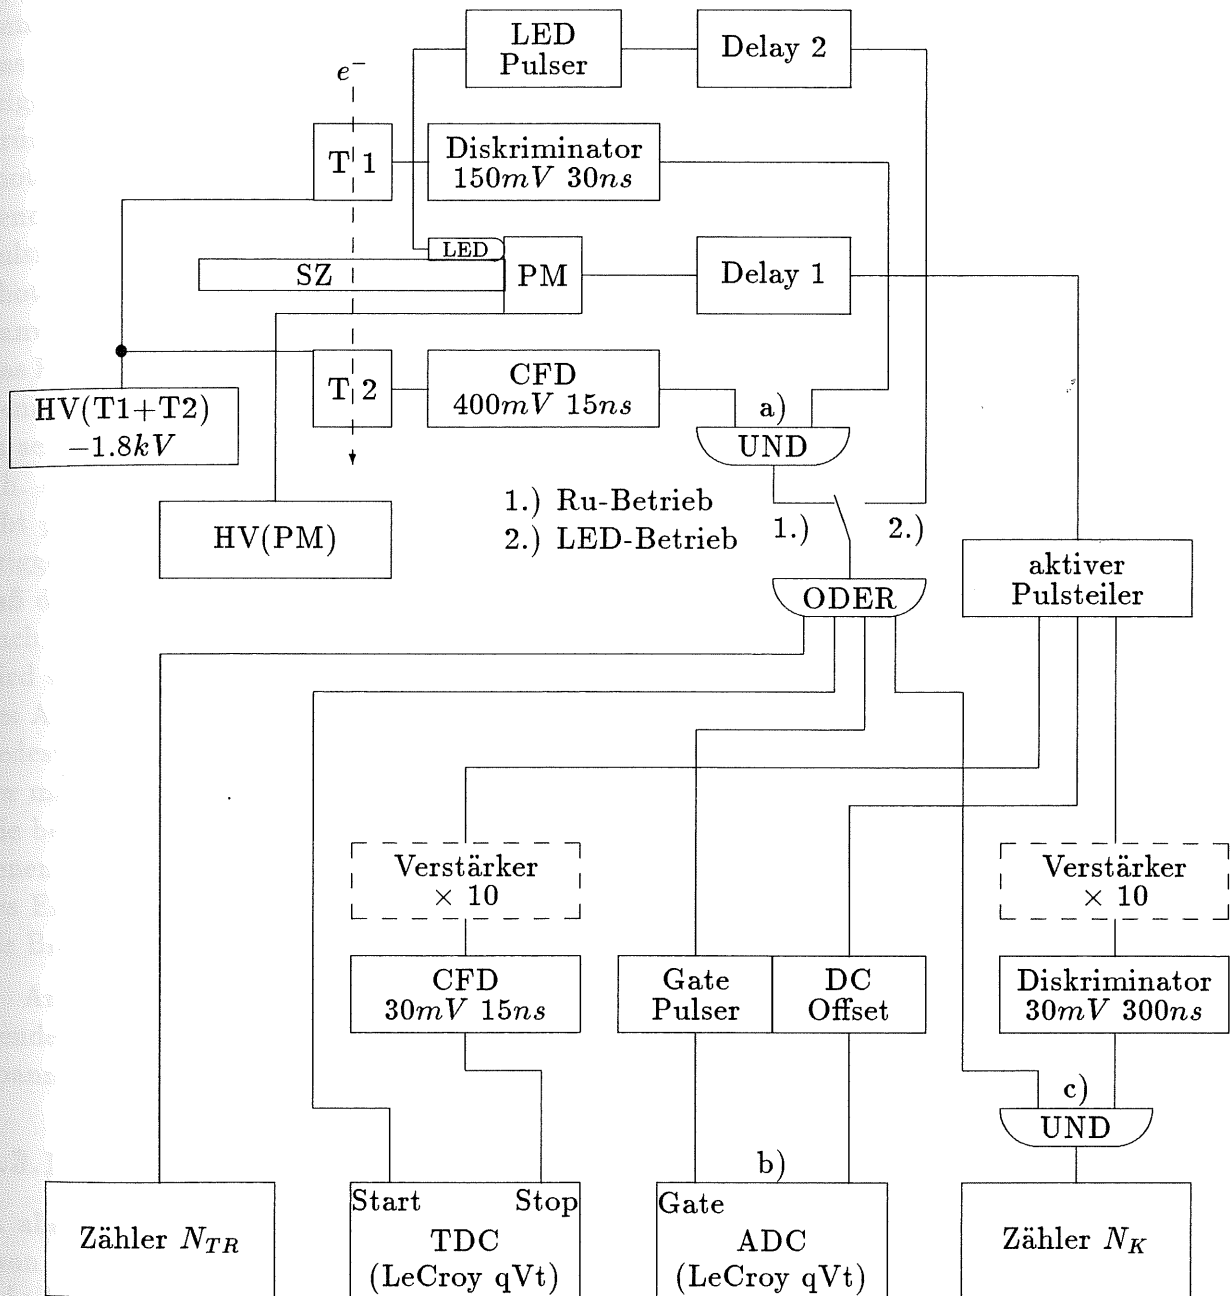 LED
Pulser
Delay 2
e⁻
T 1
Diskriminator
150mV 30ns
LED
SZ
PM
Delay 1
T 2
CFD
400mV 15ns
HV(T1+T2)
−1.8kV
a)
UND
HV(PM)
1.) Ru-Betrieb
2.) LED-Betrieb
1.)
2.)
ODER
aktiver
Pulsteiler
Verstärker
× 10
Verstärker
× 10
CFD
30mV 15ns
Gate
Pulser
DC
Offset
Diskriminator
30mV 300ns
c)
UND
b)
Zähler N_TR
Start
Stop
TDC
(LeCroy qVt)
Gate
ADC
(LeCroy qVt)
Zähler N_K